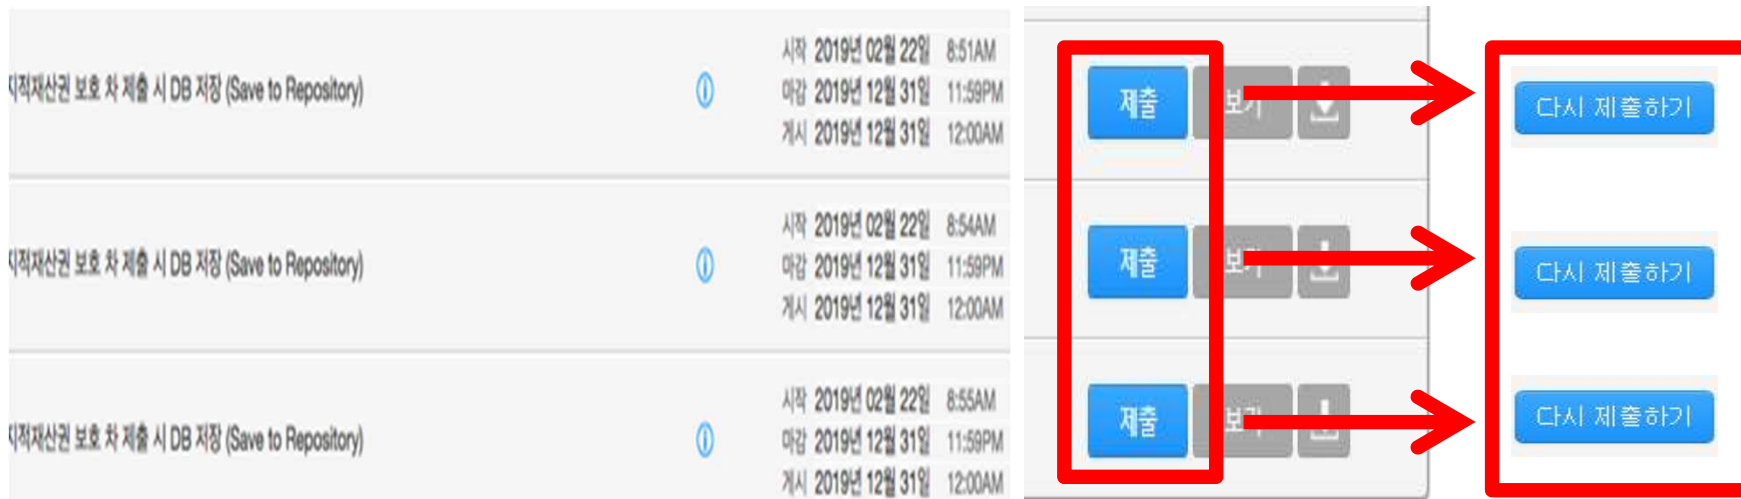 시작 2019년 02월 22일 8:51AM
지적재산권 보호 차 제출 시 DB 저장 (Save to Repository)
마감 2019년 12월 31일 11:59PM
게시 2019년 12월 31일 12:00AM
제출 보기 다시 제출하기
시작 2019년 02월 22일 8:54AM
지적재산권 보호 차 제출 시 DB 저장 (Save to Repository)
마감 2019년 12월 31일 11:59PM
게시 2019년 12월 31일 12:00AM
제출 보기 다시 제출하기
시작 2019년 02월 22일 8:55AM
지적재산권 보호 차 제출 시 DB 저장 (Save to Repository)
마감 2019년 12월 31일 11:59PM
게시 2019년 12월 31일 12:00AM
제출 보기 다시 제출하기